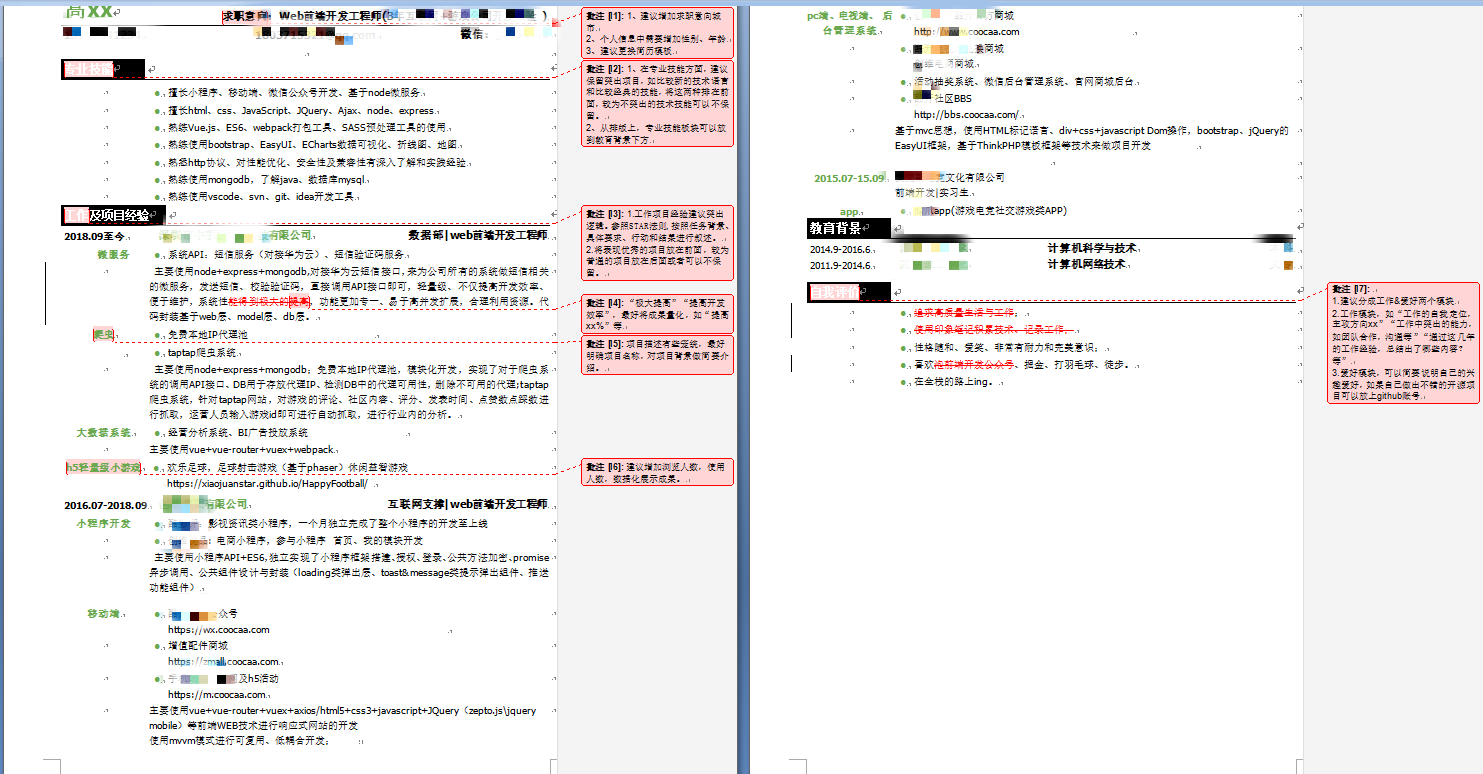 高XX
求职意向：Web前端开发工程师(3年
微信：
专业技能
擅长小程序、移动端、微信公众号开发、基于node微服务
擅长html、css、JavaScript、JQuery、Ajax、node、express
熟练Vue.js、ES6、webpack打包工具、SASS预处理工具的使用
熟练使用bootstrap、EasyUI、ECharts数据可视化、折线图、地图
熟练http协议、对性能优化、安全性及兼容性有深入了解和实践经验
熟练使用mongodb，了解java、数据库mysql
熟练使用vscode、svn、git、idea开发工具
工作及项目经验
2018.09至今
有限公司
数据部|web前端开发工程师
微服务
系统API：短信服务（对接华为云）、短信验证码服务
主要使用node+express+mongodb,对接华为云短信接口,来为公司所有的系统做短信相关
的微服务，发送短信、校验验证码，直接调用API接口即可，轻量级、不仅提高开发效率、
便于维护，系统性能得到极大的提高，功能更加专一、易于高并发扩展，合理利用资源。代
码封装基于web层、model层、db层。
爬虫
免费本地IP代理池
taptap爬虫系统
主要使用node+express+mongodb；免费本地IP代理池，模块化开发，实现了对于爬虫系
统的调用API接口、DB用于存放代理IP、检测DB中的代理可用性，删除不可用的代理;taptap
爬虫系统，针对taptap网站，对游戏的评论、社区内容、评分、发表时间、点赞数点踩数进
行抓取，运营人员输入游戏id即可进行自动抓取，进行行业内的分析。
大数据系统
经营分析系统、BI广告投放系统
主要使用vue+vue-router+vuex+webpack
h5轻量级小游戏
欢乐足球，足球射击游戏（基于phaser）休闲益智游戏
https://xiaojuanstar.github.io/HappyFootball/
2016.07-2018.09
有限公司
互联网支撑|web前端开发工程师
小程序开发
影视资讯类小程序，一个月独立完成了整个小程序的开发至上线
：电商小程序，参与小程序 首页、我的模块开发
主要使用小程序API+ES6,独立实现了小程序框架搭建、授权、登录、公共方法加密、promise
异步调用、公共组件设计与封装（loading类弹出层、toast&message类提示弹出组件、推送
功能组件）
移动端
众号
https://wx.coocaa.com
增值配件商城
https://zmall.coocaa.com
及h5活动
https://m.coocaa.com
主要使用vue+vue-router+vuex+axios/html5+css3+javascript+JQuery（zepto.js\jquery
mobile）等前端WEB技术进行响应式网站的开发
使用mvvm模式进行可复用、低耦合开发；
批注 [l1]: 1、建议增加求职意向城
市
2、个人信息中需要增加性别、年龄
3、建议更换简历模板
批注 [l2]: 1、在专业技能方面，建议
保留突出项目，如比较新的技术语言
和比较经典的技能，将这两种排在前
面，较为不突出的技术技能可以不保
留。
2、从排版上，专业技能板块可以放
到教育背景下方
批注 [l3]: 1.工作项目经验建议突出
逻辑。参照STAR法则，按照任务背景、
具体要求、行动和结果进行叙述。
2.将表现优秀的项目放在前面，较为
普通的项目放在后面或者可以不保
留。
批注 [l4]: “极大提高”“提高开发
效率”，最好将成果量化，如“提高
xx%”等
批注 [l5]: 项目描述有些笼统，最好
明确项目名称，对项目背景做简要介
绍。
批注 [l6]: 建议增加浏览人数，使用
人数，数据化展示成果。
pc端、电视端、后
台管理系统
商城
http://www.coocaa.com
商城
商城
活动抽奖系统、微信后台管理系统、官网商城后台
社区BBS
http://bbs.coocaa.com/
基于mvc思想，使用HTML标记语言、div+css+javascript Dom操作，bootstrap、jQuery的
EasyUI框架，基于ThinkPHP模板框架等技术来做项目开发
2015.07-15.09
文化有限公司
前端开发|实习生
app
app(游戏电竞社交游戏类APP)
教育背景
2014.9-2016.6
计算机科学与技术
2011.9-2014.6
计算机网络技术
自我评价
追求高质量生活与工作；
使用印象笔记积累技术、记录工作；
性格随和、爱笑、非常有耐力和完美意识；
喜欢逛前端开发公众号、掘金、打羽毛球、徒步。
在全栈的路上ing。
批注 [l7]:
1.建议分成工作&爱好两个模块
2.工作模块，如“工作的自我定位，
主攻方向xx”“工作中突出的能力，
如团队合作，沟通等”“通过这几年
的工作经验，总结出了哪些内容？
等”
3.爱好模块，可以简要说明自己的兴
趣爱好，如果自己做出不错的开源项
目可以放上github账号